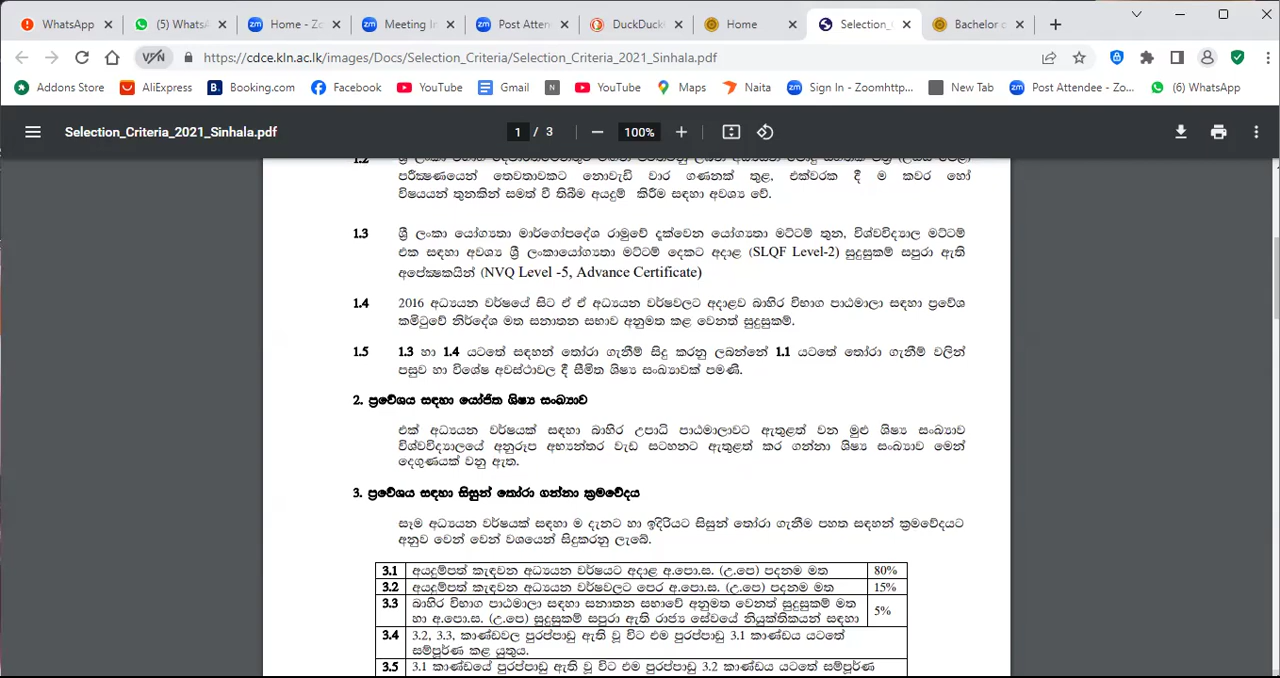 WhatsApp
(5) Whats
Home - Zo
Meeting In
Post Atten
DuckDuck
Home
Selection_
Bachelor o
https://cdce.kln.ac.lk/images/Docs/Selection_Criteria/Selection_Criteria_2021_Sinhala.pdf
Addons Store
AliExpress
Booking.com
Facebook
YouTube
Gmail
N
YouTube
Maps
Naita
Sign In - Zoomhttp...
New Tab
Post Attendee - Zo...
(6) WhatsApp
Selection_Criteria_2021_Sinhala.pdf
1 / 3
100%
1.2
පරීක්‍ෂණයෙන් තෙවතාවකට නොවැඩි වාර ගණනක් තුළ, එක්වරක දී ම කවර හෝ
විෂයයන් තුනකින් සමත් වී තිබීම අයදුම් කිරීම සඳහා අවශ්‍ය වේ.
1.3 ශ්‍රී ලංකා යෝග්‍යතා මාර්ගෝපදේශ රාමුවේ දැක්වෙන යෝග්‍යතා මට්ටම් තුන, විශ්වවිද්‍යාල මට්ටම්
එක සඳහා අවශ්‍ය ශ්‍රී ලංකායෝග්‍යතා මට්ටම් දෙකට අදාළ (SLQF Level-2) සුදුසුකම් සපුරා ඇති
අපේක්‍ෂකයින් (NVQ Level -5, Advance Certificate)
1.4 2016 අධ්‍යයන වර්ෂයේ සිට ඒ ඒ අධ්‍යයන වර්ෂවලට අදාළව බාහිර විභාග පාඨමාලා සඳහා ප්‍රවේශ
කමිටුවේ නිර්දේශ මත සනාතන සභාව අනුමත කළ වෙනත් සුදුසුකම්.
1.5 1.3 හා 1.4 යටතේ සඳහන් තෝරා ගැනීම් සිදු කරනු ලබන්නේ 1.1 යටතේ තෝරා ගැනීම් වලින්
පසුව හා විශේෂ අවස්ථාවල දී සීමිත ශිෂ්‍ය සංඛ්‍යාවක් පමණී.
2. ප්‍රවේශය සඳහා යෝජිත ශිෂ්‍ය සංඛ්‍යාව
එක් අධ්‍යයන වර්ෂයක් සඳහා බාහිර උපාධි පාඨමාලාවට ඇතුළත් වන මුළු ශිෂ්‍ය සංඛ්‍යාව
විශ්වවිද්‍යාලයේ අනුරූප අභ්‍යන්තර වැඩ සටහනට ඇතුළත් කර ගන්නා ශිෂ්‍ය සංඛ්‍යාව මෙන්
දෙගුණයක් වනු ඇත.
3. ප්‍රවේශය සඳහා සිසුන් තෝරා ගන්නා ක්‍රමවේදය
සෑම අධ්‍යයන වර්ෂයක් සඳහා ම දැනට හා ඉදිරියට සිසුන් තෝරා ගැනීම පහත සඳහන් ක්‍රමවේදයට
අනුව වෙන් වෙන් වශයෙන් සිදුකරනු ලැබේ.
3.1 අයදුම්පත් කැඳවන අධ්‍යයන වර්ෂයට අදාළ අ.පො.ස. (උ.පෙ) පදනම මත 80%
3.2 අයදුම්පත් කැඳවන අධ්‍යයන වර්ෂවලට පෙර අ.පො.ස. (උ.පෙ) පදනම මත 15%
3.3 බාහිර විභාග පාඨමාලා සඳහා සනාතන සභාවේ අනුමත වෙනත් සුදුසුකම් මත
හා අ.පො.ස. (උ.පෙ) සුදුසුකම් සපුරා ඇති රාජ්‍ය සේවයේ නියුක්තිකයන් සඳහා 5%
3.4 3.2, 3.3, කාණ්ඩවල පුරප්පාඩු ඇති වූ විට එම පුරප්පාඩු 3.1 කාණ්ඩය යටතේ
සම්පූර්ණ කළ යුතුය.
3.5 3.1 කාණ්ඩයේ පුරප්පාඩු ඇති වූ විට එම පුරප්පාඩු 3.2 කාණ්ඩය යටතේ සම්පූර්ණ